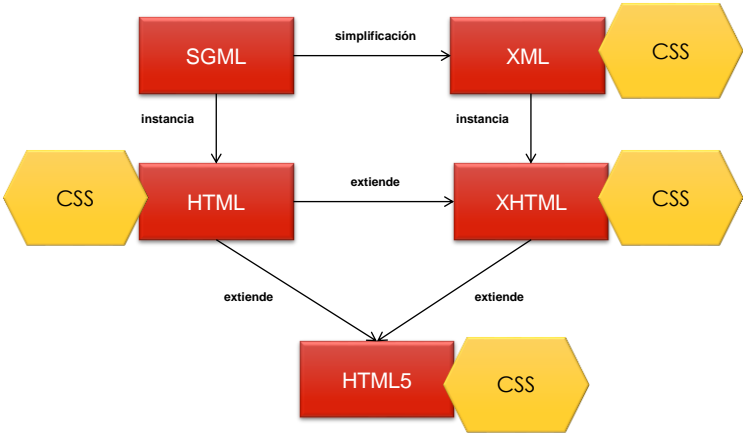 simplificación
SGML
XML
CSS
instancia
instancia
CSS
HTML
extiende
XHTML
CSS
extiende
extiende
HTML5
CSS